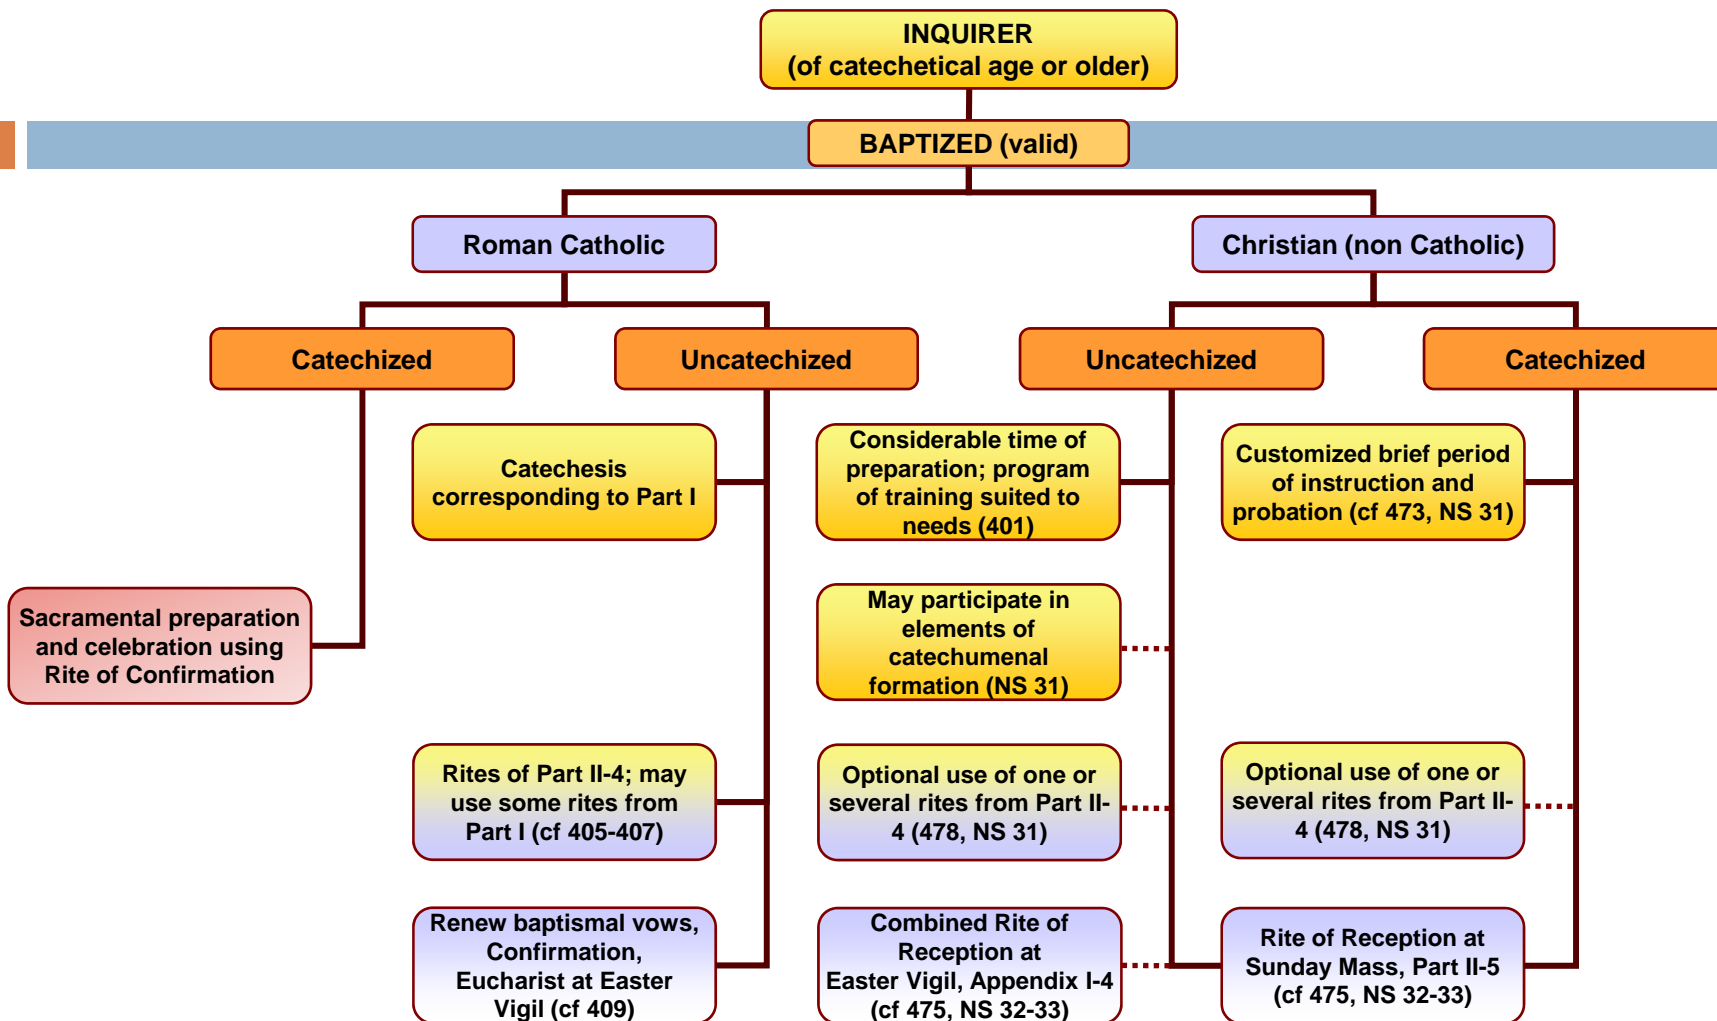 INQUIRER
(of catechetical age or older)
BAPTIZED (valid)
Roman Catholic
Christian (non Catholic)
Catechized
Uncatechized
Uncatechized
Catechized
Catechesis
corresponding to Part I
Considerable time of
preparation; program
of training suited to
needs (401)
Customized brief period
of instruction and
probation (cf 473, NS 31)
Sacramental preparation
and celebration using
Rite of Confirmation
May participate in
elements of
catechumenal
formation (NS 31)
Rites of Part II-4; may
use some rites from
Part I (cf 405-407)
Optional use of one or
several rites from Part II-
4 (478, NS 31)
Optional use of one or
several rites from Part II-
4 (478, NS 31)
Renew baptismal vows,
Confirmation,
Eucharist at Easter
Vigil (cf 409)
Combined Rite of
Reception at
Easter Vigil, Appendix I-4
(cf 475, NS 32-33)
Rite of Reception at
Sunday Mass, Part II-5
(cf 475, NS 32-33)